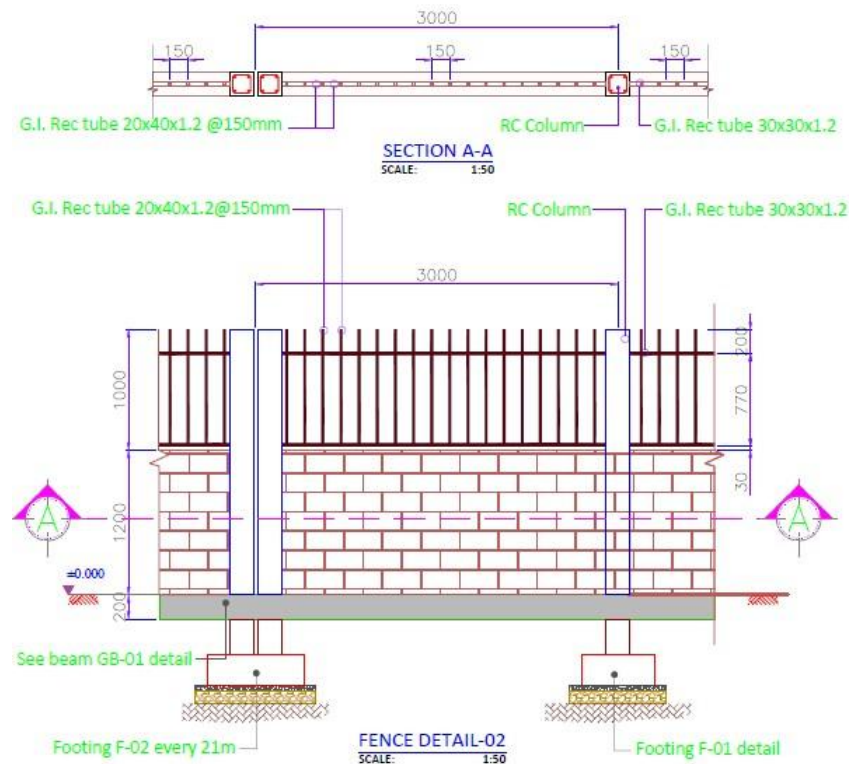 3000
150
150
150
G.I. Rec tube 20x40x1.2 @150mm
RC Column
G.I. Rec tube 30x30x1.2
SECTION A-A
SCALE: 1:50
G.I. Rec tube 20x40x1.2@150mm
RC Column
G.I. Rec tube 30x30x1.2
3000
200
1000
770
30
A
A
1200
±0.000
200
See beam GB-01 detail
Footing F-02 every 21m
FENCE DETAIL-02
SCALE: 1:50
Footing F-01 detail